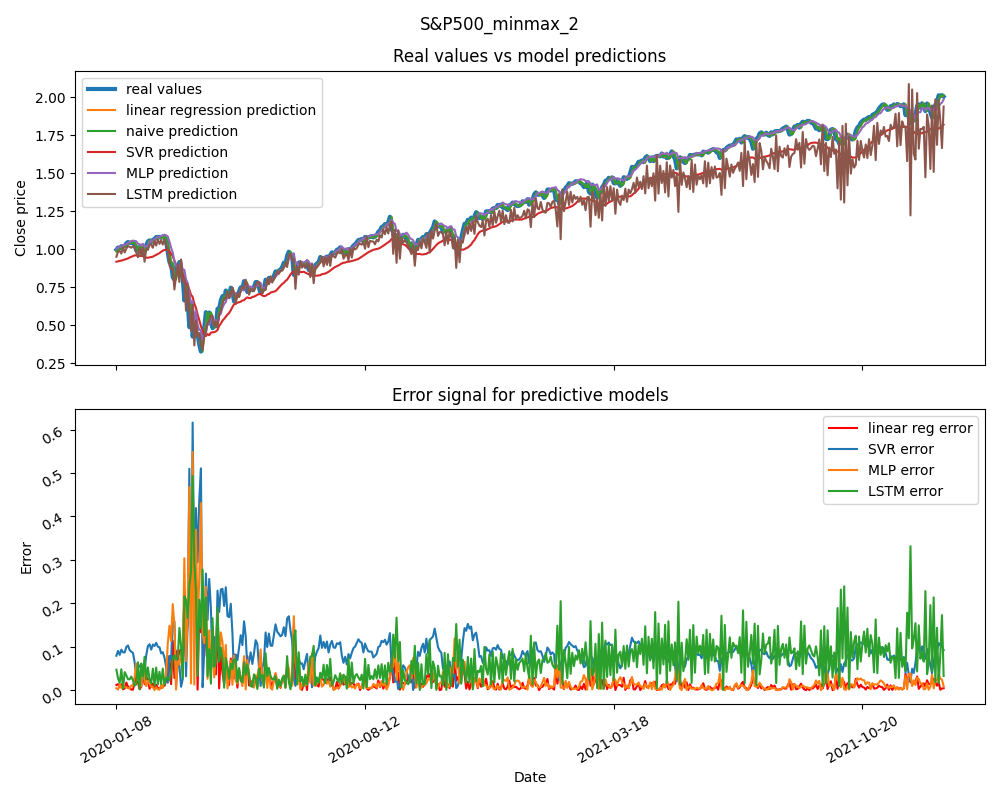 S&P500_minmax_2
Real values vs model predictions
real values
linear regression prediction
naive prediction
SVR prediction
MLP prediction
LSTM prediction
Close price
2.00
1.75
1.50
1.25
1.00
0.75
0.50
0.25
Error signal for predictive models
linear reg error
SVR error
MLP error
LSTM error
Error
0.6
0.5
0.4
0.3
0.2
0.1
0.0
2020-01-08
2020-08-12
2021-03-18
2021-10-20
Date